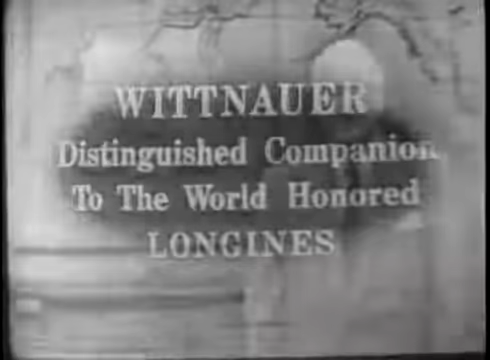 WITTNAUER
Distinguished Companion
To The World Honored
LONGINES